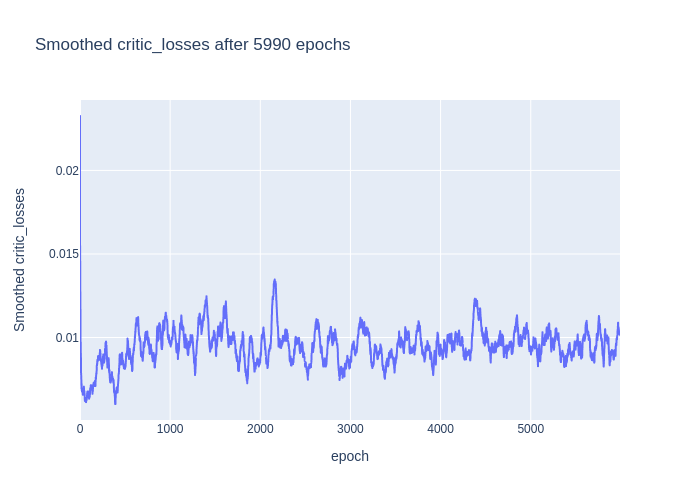 Smoothed critic_losses after 5990 epochs
Smoothed critic_losses
0.02
0.015
0.01
0 1000 2000 3000 4000 5000
epoch